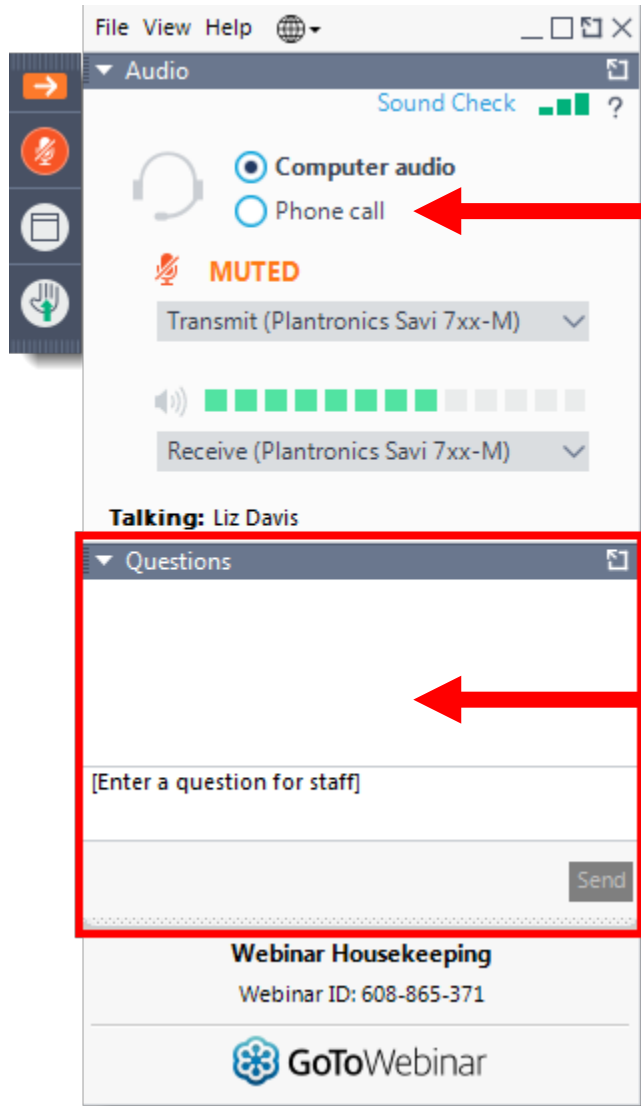 File View Help
Audio
Sound Check ?
Computer audio
Phone call
MUTED
Transmit (Plantronics Savi 7xx-M)
Receive (Plantronics Savi 7xx-M)
Talking: Liz Davis
Questions
[Enter a question for staff]
Send
Webinar Housekeeping
Webinar ID: 608-865-371
GoToWebinar